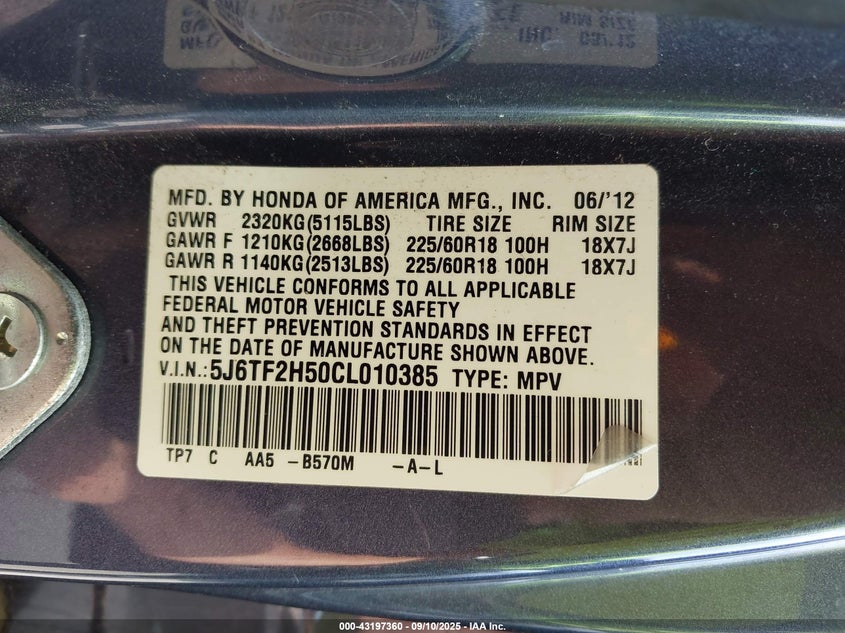 MFD. BY HONDA OF AMERICA MFG., INC. 06/'12
GVWR 2320KG(5115LBS) TIRE SIZE RIM SIZE
GAWR F 1210KG(2668LBS) 225/60R18 100H 18X7J
GAWR R 1140KG(2513LBS) 225/60R18 100H 18X7J
THIS VEHICLE CONFORMS TO ALL APPLICABLE
FEDERAL MOTOR VEHICLE SAFETY
AND THEFT PREVENTION STANDARDS IN EFFECT
ON THE DATE OF MANUFACTURE SHOWN ABOVE.
V.I.N.:5J6TF2H50CL010385 TYPE: MPV
TP7 C AA5 -B570M -A-L
000-43197360 - 09/10/2025 - IAA Inc.